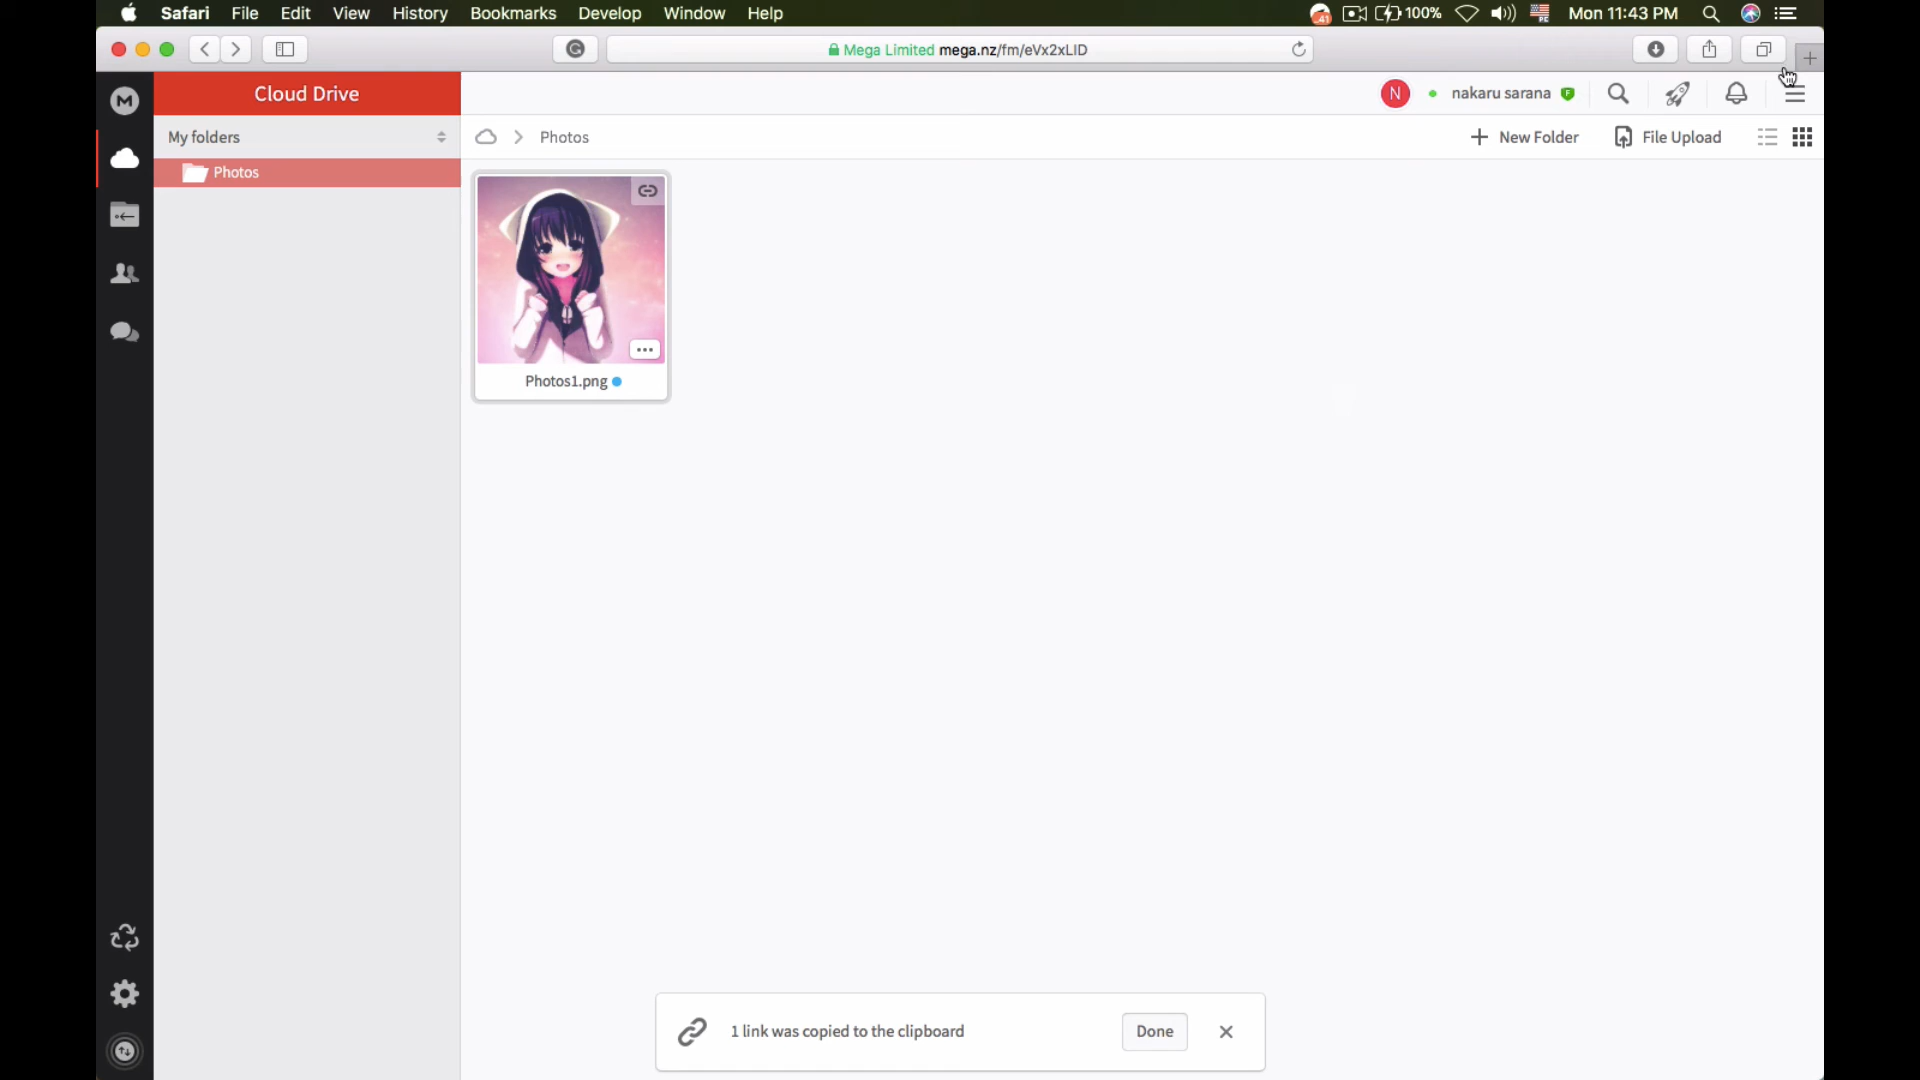 Safari File Edit View History Bookmarks Develop Window Help
41 100% Mon 11:43 PM
Mega Limited mega.nz/fm/eVx2xLID
M Cloud Drive
N nakaru sarana
My folders
Photos
New Folder File Upload
Photos
Photos1.png
1 link was copied to the clipboard Done